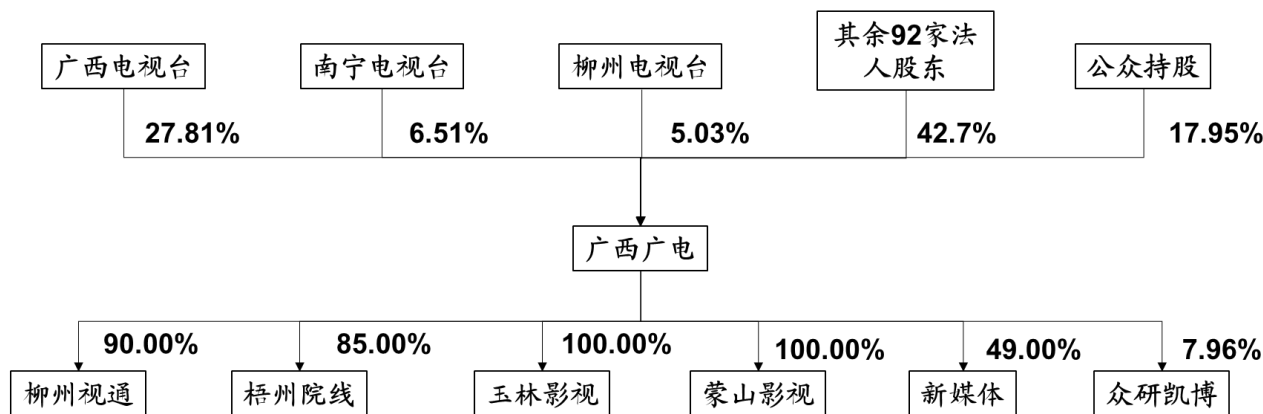 广西电视台
南宁电视台
柳州电视台
其余92家法
人股东
公众持股
27.81%
6.51%
5.03%
42.7%
17.95%
广西广电
90.00%
85.00%
100.00%
100.00%
49.00%
7.96%
柳州视通
梧州院线
玉林影视
蒙山影视
新媒体
众研凯博